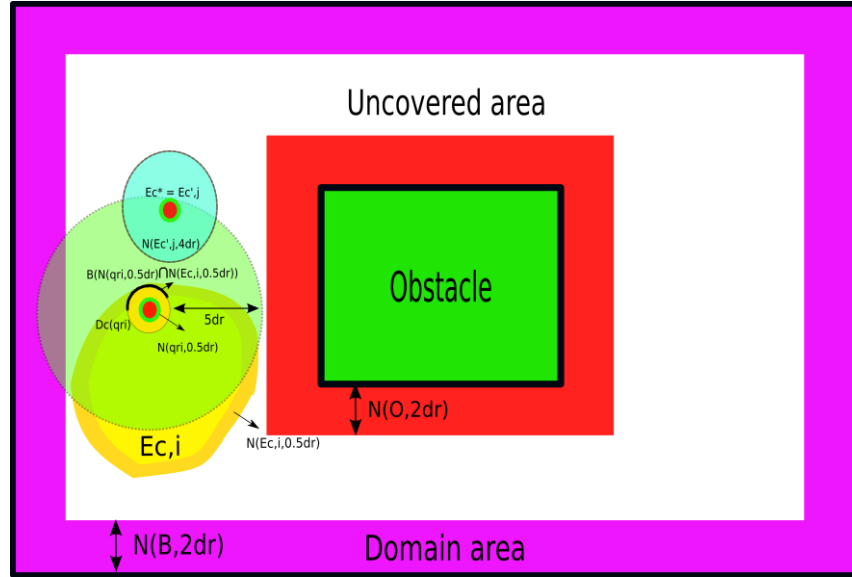 Uncovered area
Ec* = Ec',j
N(Ec',j,4dr)
B(N(qri,0.5dr)∩N(Ec,i,0.5dr))
Obstacle
Dc(qri)
5dr
N(qri,0.5dr)
N(O,2dr)
Ec,i
N(Ec,i,0.5dr)
N(B,2dr)
Domain area